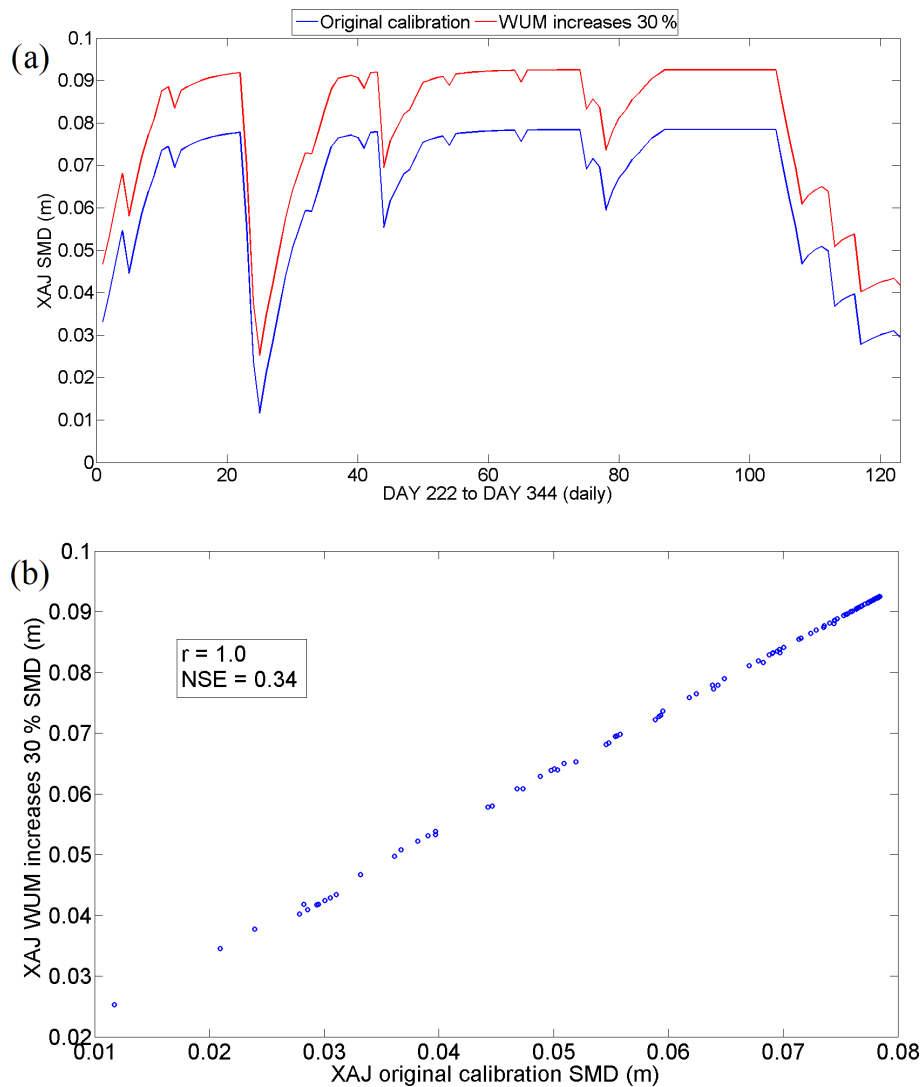 Original calibration WUM increases 30 %
(a)
0.1
0.09
0.08
0.07
0.06
0.05
0.04
0.03
0.02
0.01
0
XAJ SMD (m)
0 20 40 60 80 100 120
DAY 222 to DAY 344 (daily)
(b)
0.1
0.09
0.08
0.07
0.06
0.05
0.04
0.03
0.02
XAJ WUM increases 30 % SMD (m)
r = 1.0
NSE = 0.34
0.01 0.02 0.03 0.04 0.05 0.06 0.07 0.08
XAJ original calibration SMD (m)